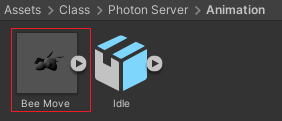 Assets > Class > Photon Server > Animation
Bee Move
Idle